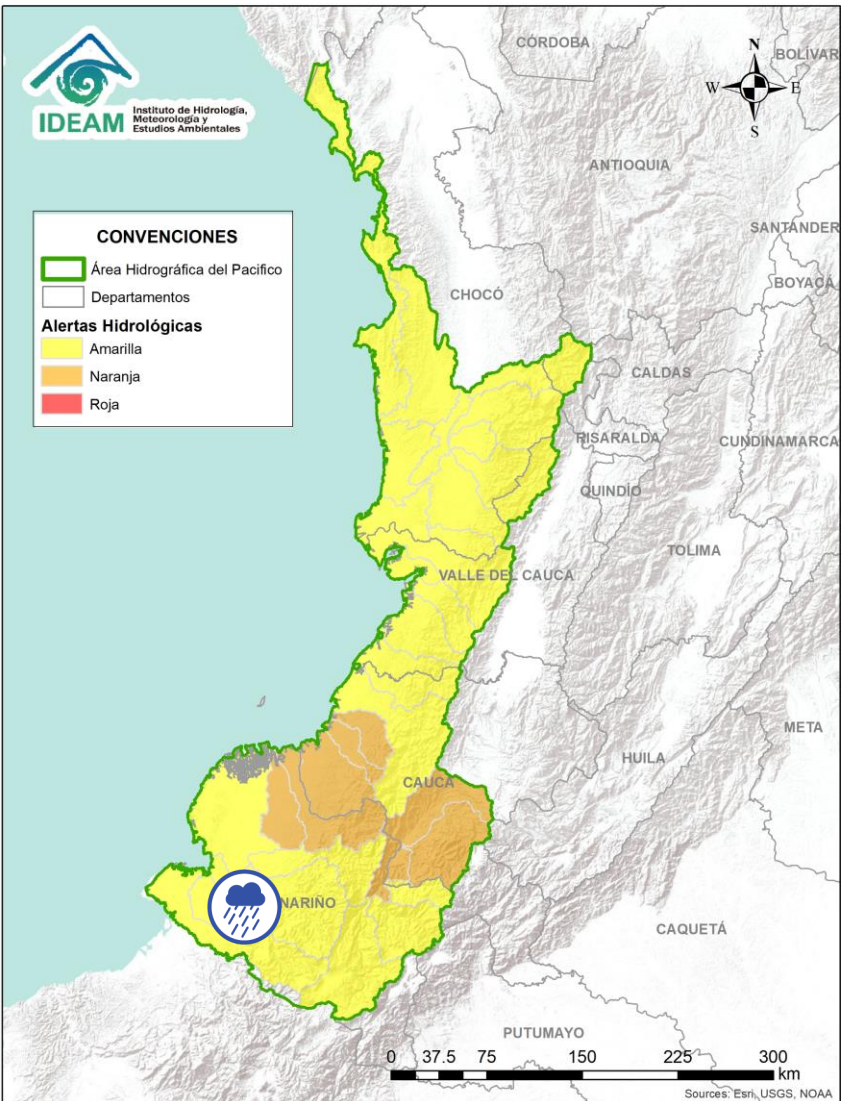 IDEAM
Instituto de Hidrología,
Meteorología y
Estudios Ambientales
N
W
E
S
CÓRDOBA
BOLIVAR
ANTIOQUIA
SANTANDER
BOYACÁ
CHOCÓ
CALDAS
RISARALDA
CUNDINAMARCA
QUINDÍO
TOLIMA
VALLE DEL CAUCA
META
HUILA
CAUCA
NARIÑO
CAQUETÁ
PUTUMAYO
CONVENCIONES
Área Hidrográfica del Pacifico
Departamentos
Alertas Hidrológicas
Amarilla
Naranja
Roja
0 37.5 75 150 225 300
km
Sources: Esri, USGS, NOAA